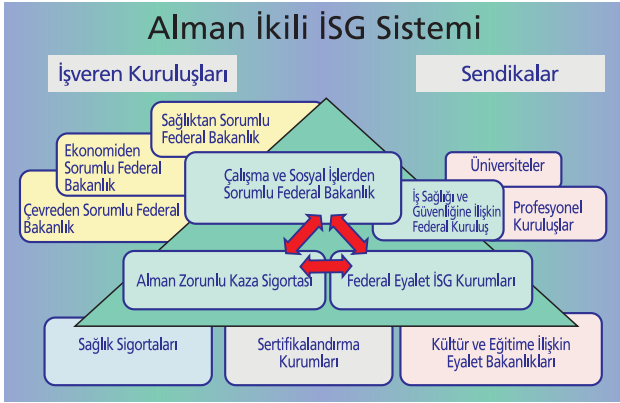 Alman İkili İSG Sistemi
İşveren Kuruluşları
Sendikalar
Sağlıktan Sorumlu
Federal Bakanlık
Ekonomiden
Sorumlu Federal
Bakanlık
Çevreden Sorumlu Federal
Bakanlık
Çalışma ve Sosyal İşlerden
Sorumlu Federal Bakanlık
Üniversiteler
İş Sağlığı ve
Güvenliğine İlişkin
Federal Kuruluş
Profesyonel
Kuruluşlar
Alman Zorunlu Kaza Sigortası
Federal Eyalet İSG Kurumları
Sağlık Sigortaları
Sertifikalandırma
Kurumları
Kültür ve Eğitime İlişkin
Eyalet Bakanlıkları